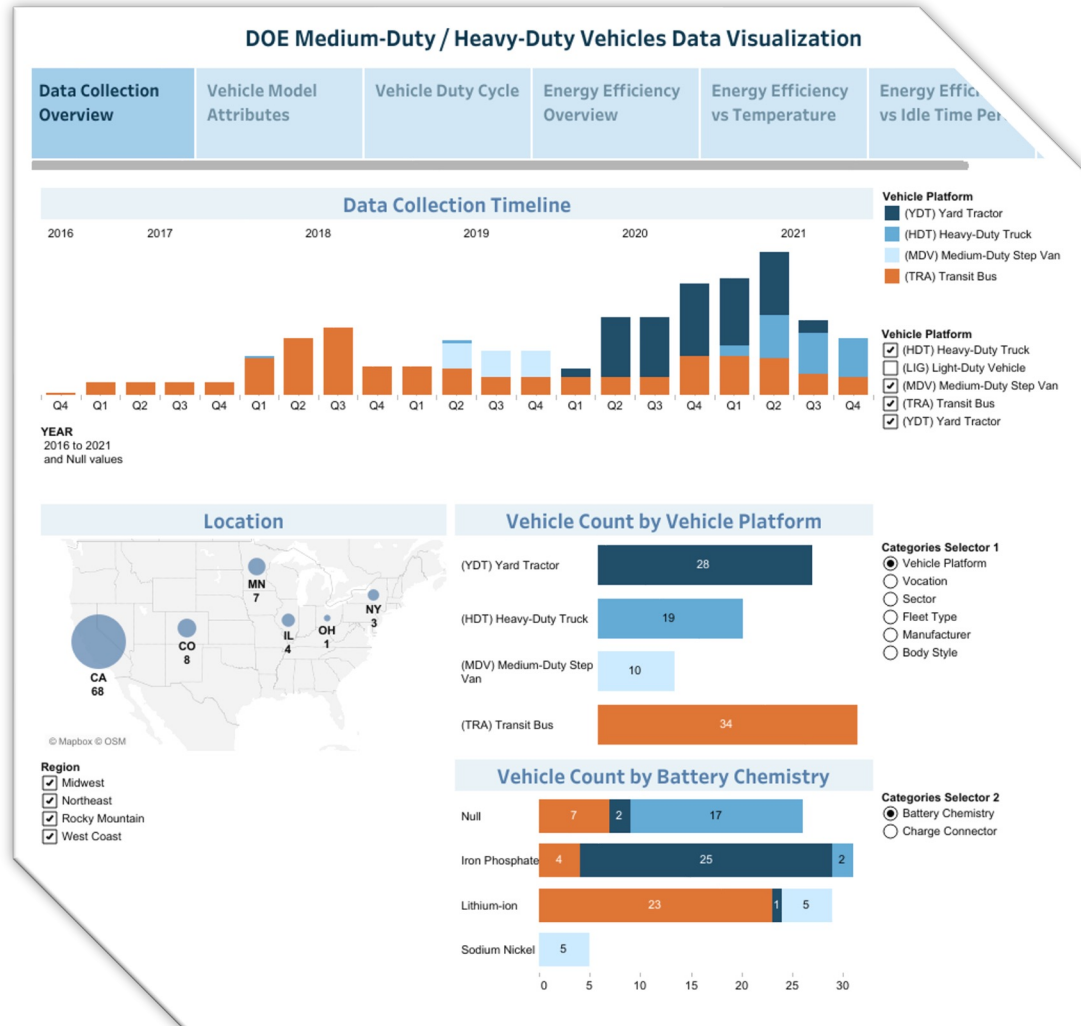 DOE Medium-Duty / Heavy-Duty Vehicles Data Visualization
Data Collection
Overview
Vehicle Model
Attributes
Vehicle Duty Cycle
Energy Efficiency
Overview
Energy Efficiency
vs Temperature
Energy
vs Idle Time
Data Collection Timeline
2016 2017 2018 2019 2020 2021
Q4 Q1 Q2 Q3 Q4 Q1 Q2 Q3 Q4 Q1 Q2 Q3 Q4 Q1 Q2 Q3 Q4 Q1 Q2 Q3 Q4
YEAR
2016 to 2021
and Null values
Vehicle Platform
(YDT) Yard Tractor
(HDT) Heavy-Duty Truck
(MDV) Medium-Duty Step Van
(TRA) Transit Bus
Vehicle Platform
(HDT) Heavy-Duty Truck
(LIG) Light-Duty Vehicle
(MDV) Medium-Duty Step Van
(TRA) Transit Bus
(YDT) Yard Tractor
Location
MN
7
NY
3
IL
4
OH
1
CO
8
CA
68
© Mapbox © OSM
Region
Midwest
Northeast
Rocky Mountain
West Coast
Vehicle Count by Vehicle Platform
(YDT) Yard Tractor 28
(HDT) Heavy-Duty Truck 19
(MDV) Medium-Duty Step
Van
10
(TRA) Transit Bus 34
Categories Selector 1
Vehicle Platform
Vocation
Sector
Fleet Type
Manufacturer
Body Style
Vehicle Count by Battery Chemistry
Null 7 2 17
Iron Phosphate 4 25 2
Lithium-ion 23 1 5
Sodium Nickel 5
0 5 10 15 20 25 30
Categories Selector 2
Battery Chemistry
Charge Connector